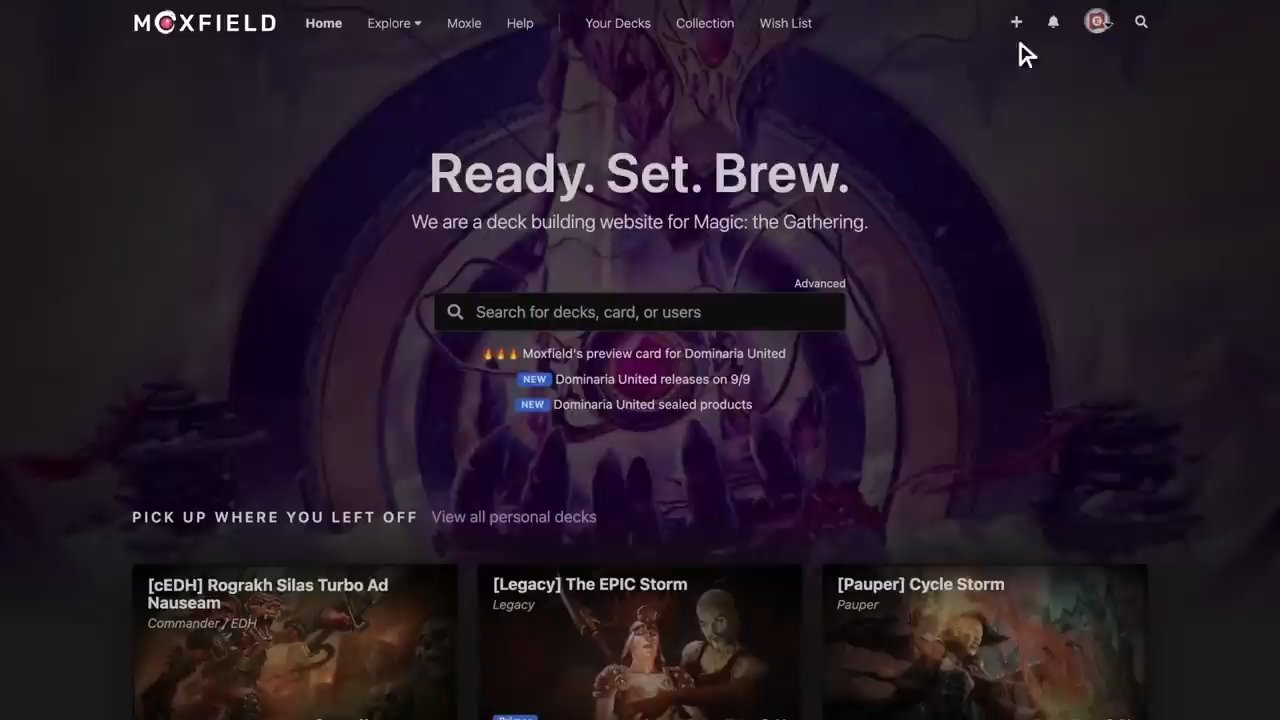 MOXFIELD
Home Explore Moxie Help Your Decks Collection Wish List
Ready. Set. Brew.
We are a deck building website for Magic: the Gathering.
Advanced
Search for decks, card, or users
🔥🔥🔥 Moxfield's preview card for Dominaria United
NEW Dominaria United releases on 9/9
NEW Dominaria United sealed products
PICK UP WHERE YOU LEFT OFF View all personal decks
[cEDH] Rograkh Silas Turbo Ad
Nauseam
Commander / EDH
[Legacy] The EPIC Storm
Legacy
[Pauper] Cycle Storm
Pauper